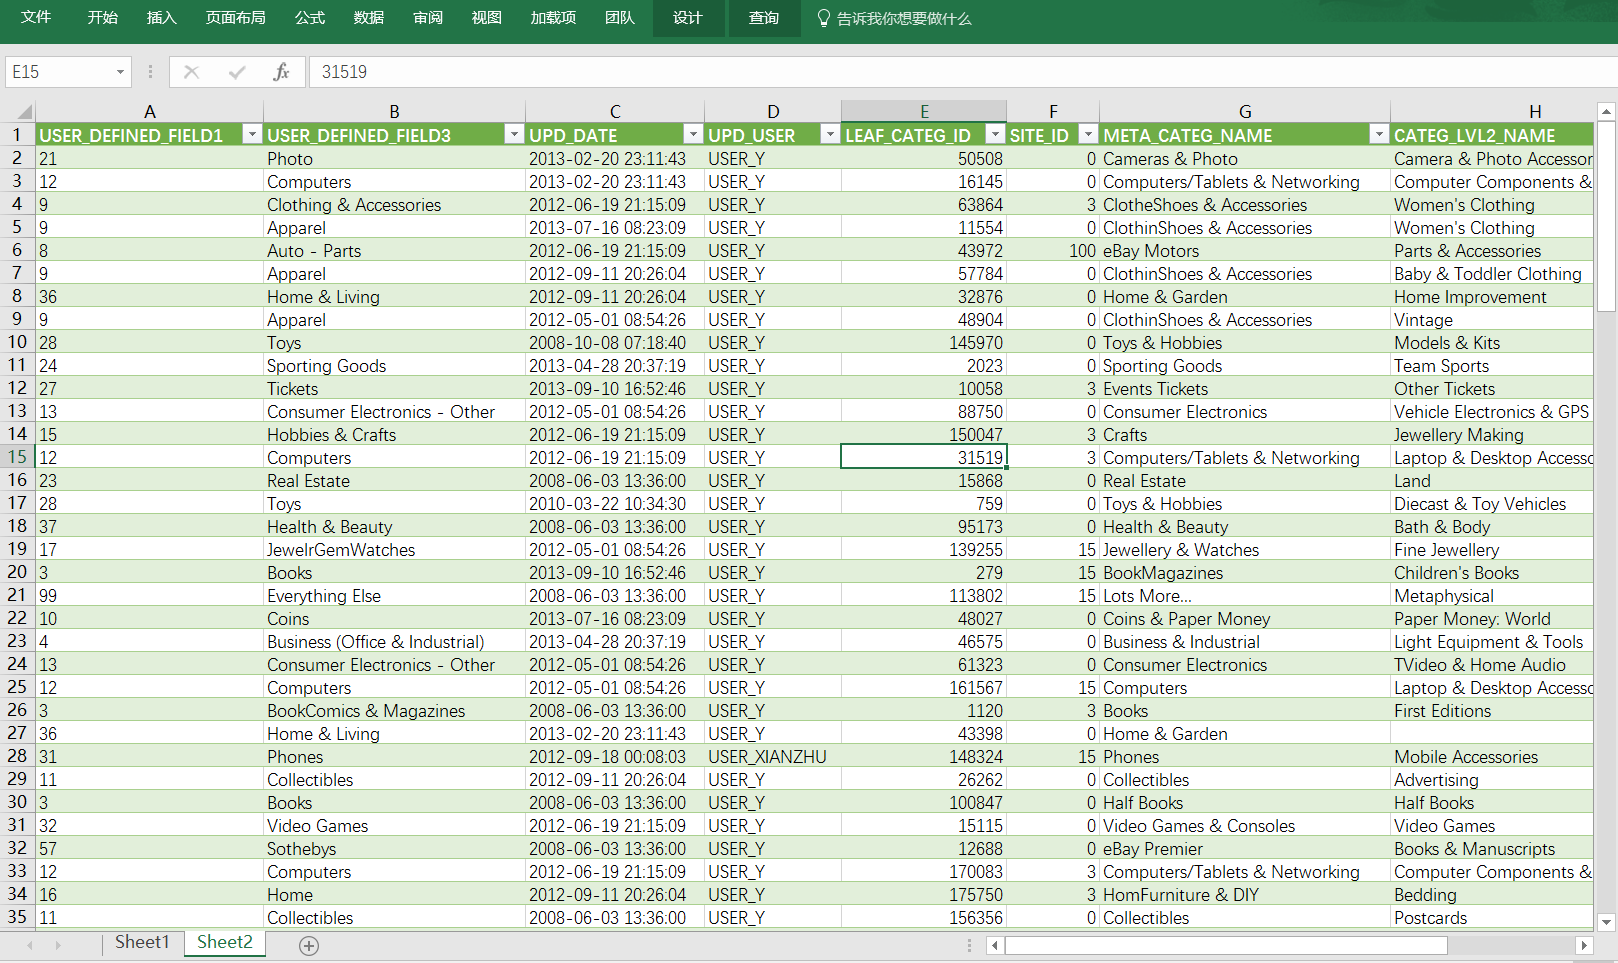 文件 开始 插入 页面布局 公式 数据 审阅 视图 加载项 团队 设计 查询 告诉我你想要做什么
E15 fx 31519
A B C D E F G H
1 USER_DEFINED_FIELD1 USER_DEFINED_FIELD3 UPD_DATE UPD_USER LEAF_CATEG_ID SITE_ID META_CATEG_NAME CATEG_LVL2_NAME
2 21 Photo 2013-02-20 23:11:43 USER_Y 50508 0 Cameras & Photo Camera & Photo Accessor
3 12 Computers 2013-02-20 23:11:43 USER_Y 16145 0 Computers/Tablets & Networking Computer Components &
4 9 Clothing & Accessories 2012-06-19 21:15:09 USER_Y 63864 3 ClotheShoes & Accessories Women's Clothing
5 9 Apparel 2013-07-16 08:23:09 USER_Y 11554 0 ClothinShoes & Accessories Women's Clothing
6 8 Auto - Parts 2012-06-19 21:15:09 USER_Y 43972 100 eBay Motors Parts & Accessories
7 9 Apparel 2012-09-11 20:26:04 USER_Y 57784 0 ClothinShoes & Accessories Baby & Toddler Clothing
8 36 Home & Living 2012-09-11 20:26:04 USER_Y 32876 0 Home & Garden Home Improvement
9 9 Apparel 2012-05-01 08:54:26 USER_Y 48904 0 ClothinShoes & Accessories Vintage
10 28 Toys 2008-10-08 07:18:40 USER_Y 145970 0 Toys & Hobbies Models & Kits
11 24 Sporting Goods 2013-04-28 20:37:19 USER_Y 2023 0 Sporting Goods Team Sports
12 27 Tickets 2013-09-10 16:52:46 USER_Y 10058 3 Events Tickets Other Tickets
13 13 Consumer Electronics - Other 2012-05-01 08:54:26 USER_Y 88750 0 Consumer Electronics Vehicle Electronics & GPS
14 15 Hobbies & Crafts 2012-06-19 21:15:09 USER_Y 150047 3 Crafts Jewellery Making
15 12 Computers 2012-06-19 21:15:09 USER_Y 31519 3 Computers/Tablets & Networking Laptop & Desktop Accesso
16 23 Real Estate 2008-06-03 13:36:00 USER_Y 15868 0 Real Estate Land
17 28 Toys 2010-03-22 10:34:30 USER_Y 759 0 Toys & Hobbies Diecast & Toy Vehicles
18 37 Health & Beauty 2008-06-03 13:36:00 USER_Y 95173 0 Health & Beauty Bath & Body
19 17 JewelrGemWatches 2012-05-01 08:54:26 USER_Y 139255 15 Jewellery & Watches Fine Jewellery
20 3 Books 2013-09-10 16:52:46 USER_Y 279 15 BookMagazines Children's Books
21 99 Everything Else 2008-06-03 13:36:00 USER_Y 113802 15 Lots More... Metaphysical
22 10 Coins 2013-07-16 08:23:09 USER_Y 48027 0 Coins & Paper Money Paper Money: World
23 4 Business (Office & Industrial) 2013-04-28 20:37:19 USER_Y 46575 0 Business & Industrial Light Equipment & Tools
24 13 Consumer Electronics - Other 2012-05-01 08:54:26 USER_Y 61323 0 Consumer Electronics TVideo & Home Audio
25 12 Computers 2012-05-01 08:54:26 USER_Y 161567 15 Computers Laptop & Desktop Accesso
26 3 BookComics & Magazines 2008-06-03 13:36:00 USER_Y 1120 3 Books First Editions
27 36 Home & Living 2013-02-20 23:11:43 USER_Y 43398 0 Home & Garden
28 31 Phones 2012-09-18 00:08:03 USER_XIANZHU 148324 15 Phones Mobile Accessories
29 11 Collectibles 2012-09-11 20:26:04 USER_Y 26262 0 Collectibles Advertising
30 3 Books 2008-06-03 13:36:00 USER_Y 100847 0 Half Books Half Books
31 32 Video Games 2012-06-19 21:15:09 USER_Y 15115 0 Video Games & Consoles Video Games
32 57 Sothebys 2008-06-03 13:36:00 USER_Y 12688 0 eBay Premier Books & Manuscripts
33 12 Computers 2012-06-19 21:15:09 USER_Y 170083 3 Computers/Tablets & Networking Computer Components &
34 16 Home 2012-09-11 20:26:04 USER_Y 175750 3 HomFurniture & DIY Bedding
35 11 Collectibles 2008-06-03 13:36:00 USER_Y 156356 0 Collectibles Postcards
Sheet1 Sheet2